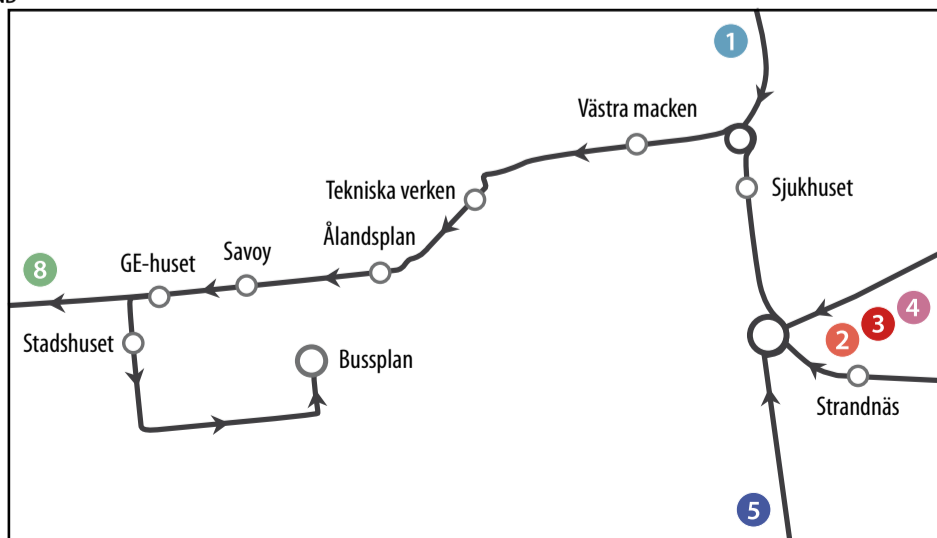 1
Västra macken
Tekniska verken
Sjukhuset
Ålandsplan
Savoy
GE-huset
8
4
3
2
Stadshuset
Bussplan
Strandnäs
5